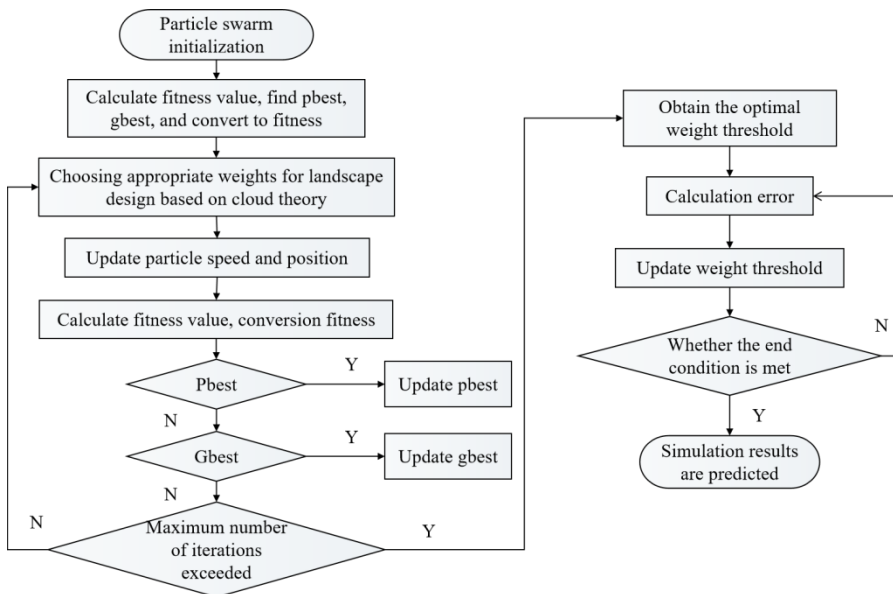 Particle swarm
initialization
Calculate fitness value, find pbest,
gbest, and convert to fitness
Choosing appropriate weights for landscape
design based on cloud theory
Update particle speed and position
Calculate fitness value, conversion fitness
Pbest
Y
Update pbest
N
Gbest
Y
Update gbest
N
N
Maximum number
of iterations
exceeded
Y
Obtain the optimal
weight threshold
Calculation error
Update weight threshold
N
Whether the end
condition is met
Y
Simulation results
are predicted